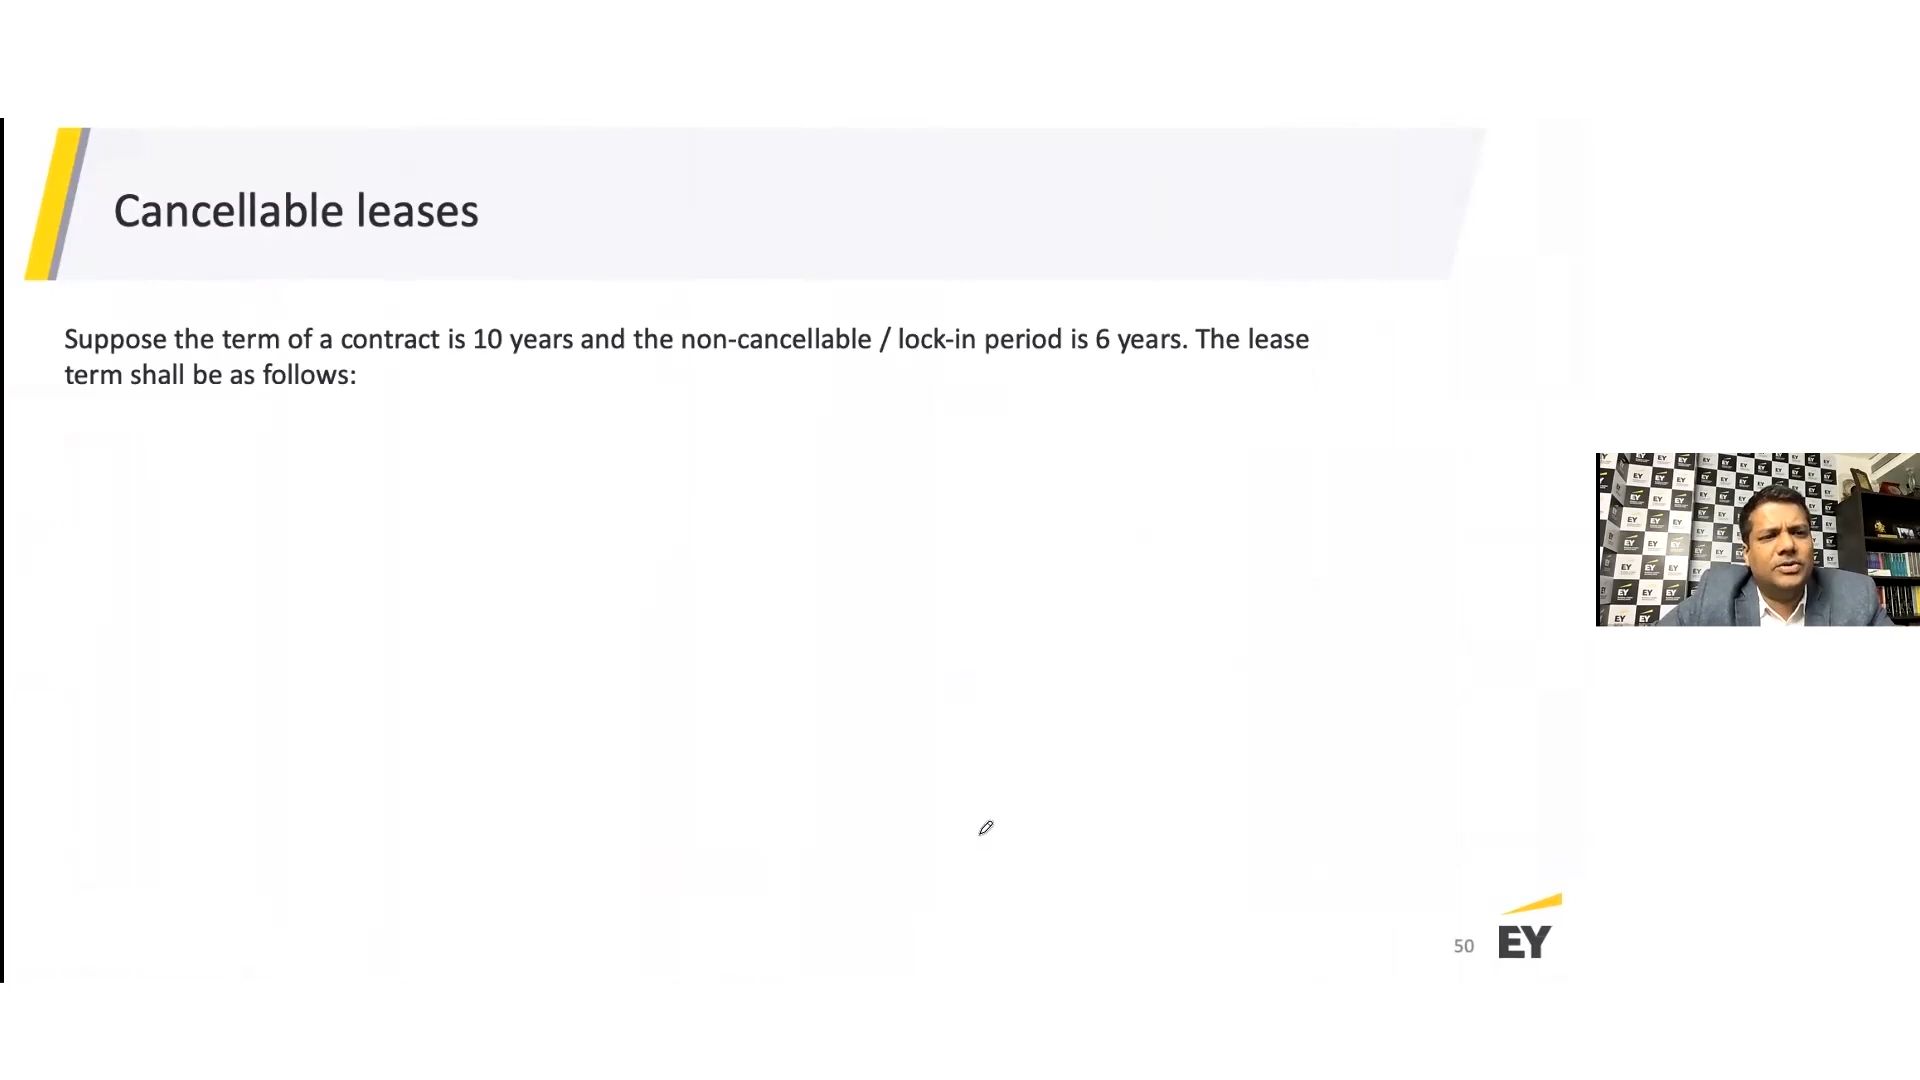 Cancellable leases
Suppose the term of a contract is 10 years and the non-cancellable / lock-in period is 6 years. The lease
term shall be as follows:
50
EY